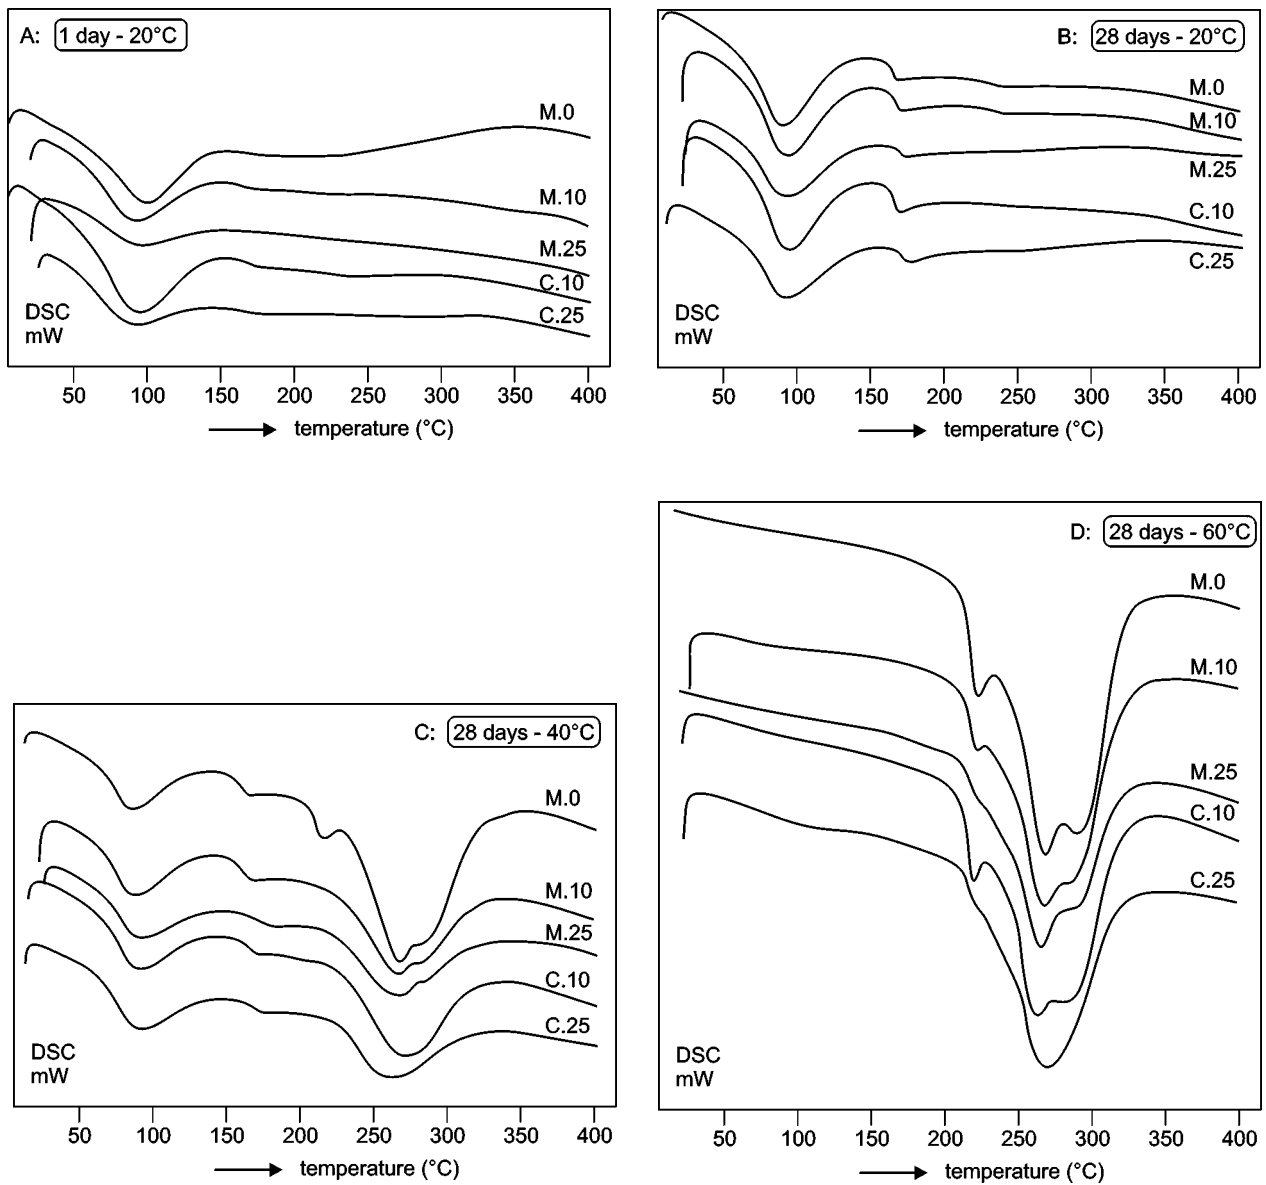 A: 1 day - 20°C
M.0
M.10
M.25
C.10
C.25
DSC
mW
50 100 150 200 250 300 350 400
temperature (°C)
B: 28 days - 20°C
M.0
M.10
M.25
C.10
C.25
DSC
mW
50 100 150 200 250 300 350 400
temperature (°C)
C: 28 days - 40°C
M.0
M.10
M.25
C.10
C.25
DSC
mW
50 100 150 200 250 300 350 400
temperature (°C)
D: 28 days - 60°C
M.0
M.10
M.25
C.10
C.25
DSC
mW
50 100 150 200 250 300 350 400
temperature (°C)